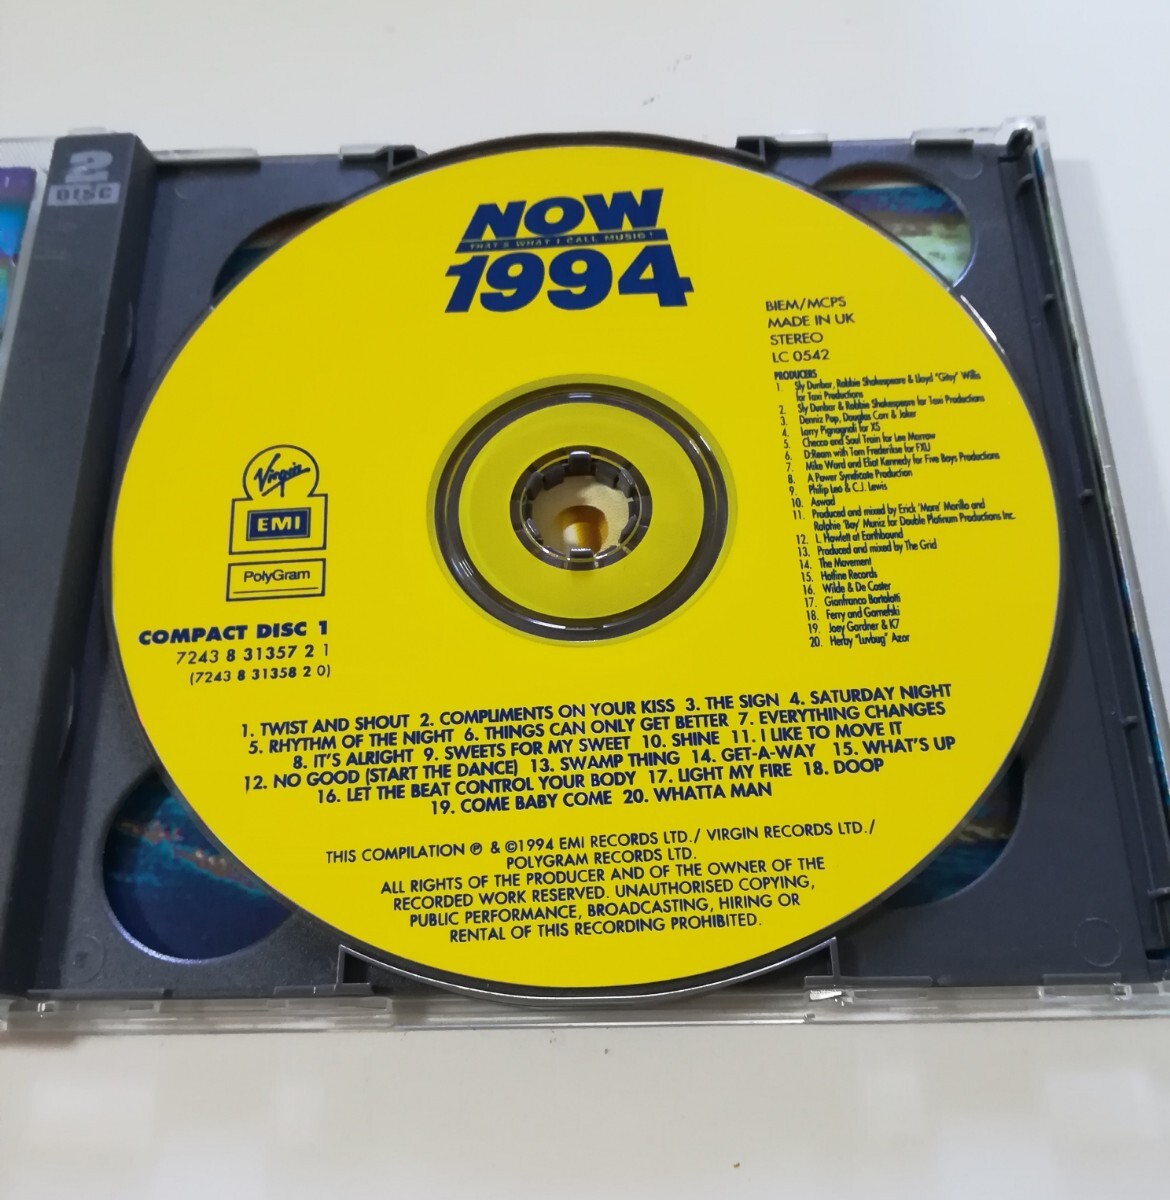 2
DISC
1
NOW
THAT'S WHAT I CALL MUSIC!
1994
BIEM/MCPS
MADE IN UK
STEREO
LC 0542
PRODUCERS
1. Sly Dunbar, Robbie Shakespeare & Lloyd "Gitsy" Willis
for Taxi Productions
2. Sly Dunbar & Robbie Shakespeare for Taxi Productions
3. Denniz Pop, Douglas Carr & Joker
4. Larry Pignagnoli for XS
5. Checco and Soul Train for Lee Marrow
6. D:Ream with Tom Frederikse for FXU
7. Mike Ward and Eliot Kennedy for Five Boys Productions
8. A Power Syndicate Production
9. Philip Leo & C.J. Lewis
10. Aswad
11. Produced and mixed by Erick 'More' Morillo and
Ralphie 'Boy' Muniz for Double Platinum Productions Inc.
12. L. Howlett at Earthbound
13. Produced and mixed by The Grid
14. The Movement
15. Hotline Records
16. Wilde & De Coster
17. Gianfranco Bortolotti
18. Ferry and Garnefski
19. Joey Gardner & K7
20. Herby "Luvbug" Azor
Virgin
EMI
PolyGram
COMPACT DISC 1
7243 8 31357 2 1
(7243 8 31358 2 0)
1. TWIST AND SHOUT 2. COMPLIMENTS ON YOUR KISS 3. THE SIGN 4. SATURDAY NIGHT
5. RHYTHM OF THE NIGHT 6. THINGS CAN ONLY GET BETTER 7. EVERYTHING CHANGES
8. IT'S ALRIGHT 9. SWEETS FOR MY SWEET 10. SHINE 11. I LIKE TO MOVE IT
12. NO GOOD (START THE DANCE) 13. SWAMP THING 14. GET-A-WAY 15. WHAT'S UP
16. LET THE BEAT CONTROL YOUR BODY 17. LIGHT MY FIRE 18. DOOP
19. COME BABY COME 20. WHATTA MAN
THIS COMPILATION ℗ & ©1994 EMI RECORDS LTD./ VIRGIN RECORDS LTD./
POLYGRAM RECORDS LTD.
ALL RIGHTS OF THE PRODUCER AND OF THE OWNER OF THE
RECORDED WORK RESERVED. UNAUTHORISED COPYING,
PUBLIC PERFORMANCE, BROADCASTING, HIRING OR
RENTAL OF THIS RECORDING PROHIBITED.